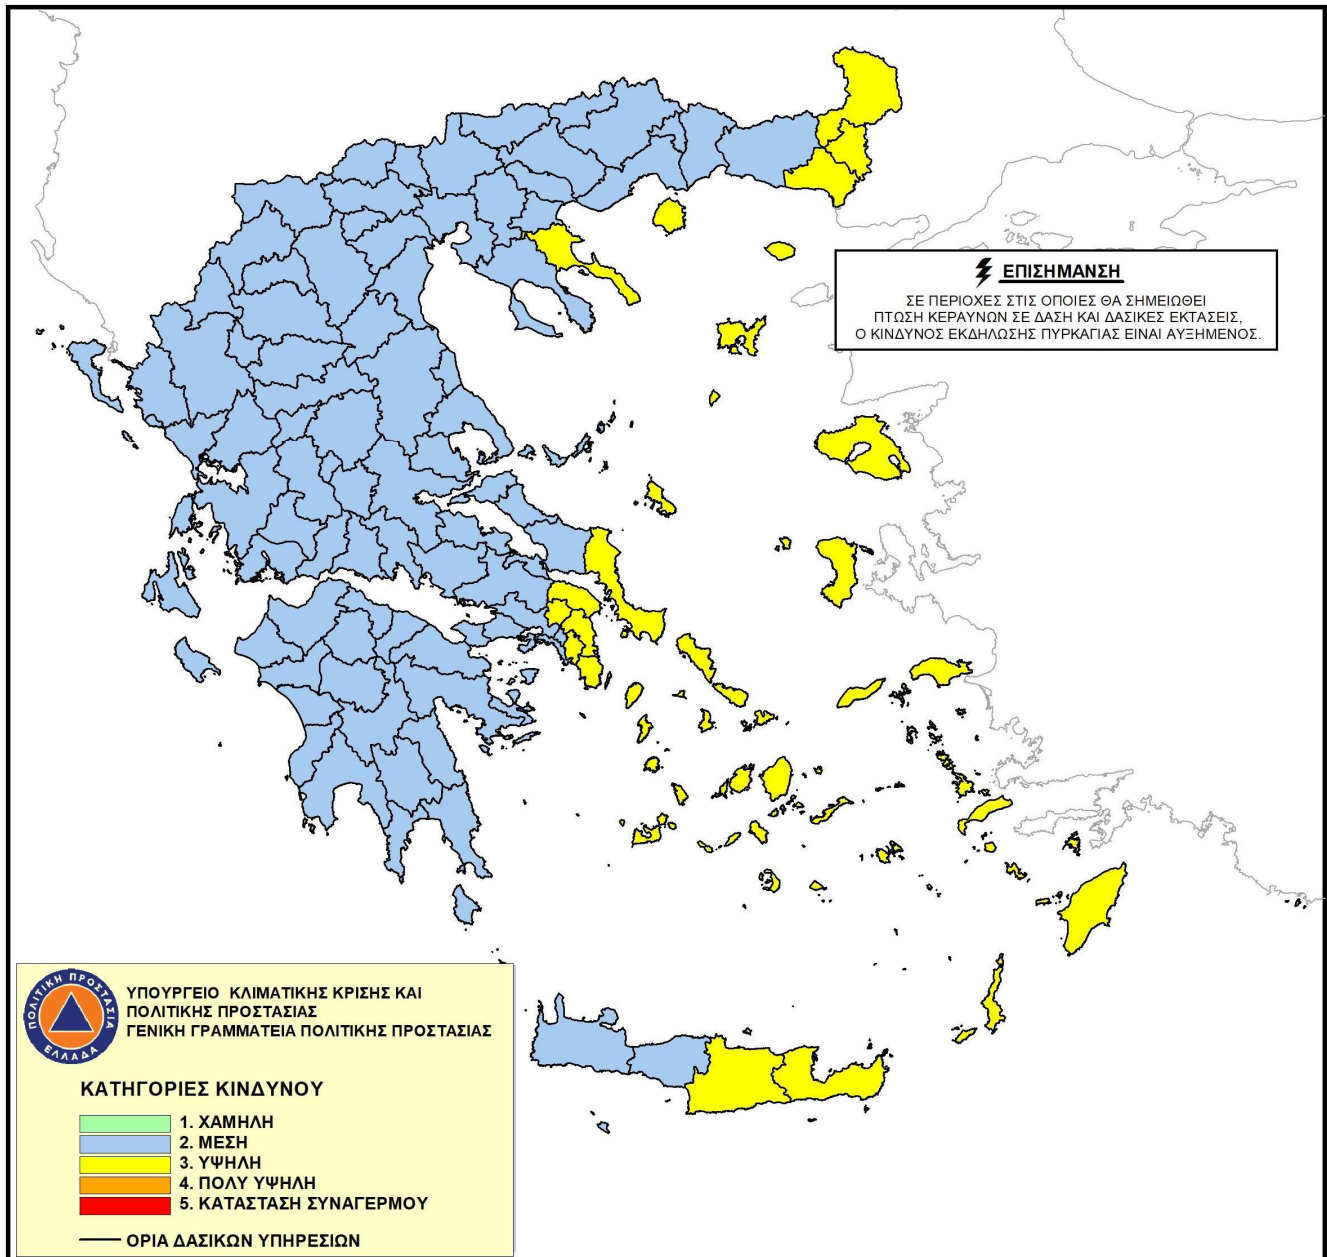 ΕΠΙΣΗΜΑΝΣΗ
ΣΕ ΠΕΡΙΟΧΕΣ ΣΤΙΣ ΟΠΟΙΕΣ ΘΑ ΣΗΜΕΙΩΘΕΙ
ΠΤΩΣΗ ΚΕΡΑΥΝΩΝ ΣΕ ΔΑΣΗ ΚΑΙ ΔΑΣΙΚΕΣ ΕΚΤΑΣΕΙΣ,
Ο ΚΙΝΔΥΝΟΣ ΕΚΔΗΛΩΣΗΣ ΠΥΡΚΑΓΙΑΣ ΕΙΝΑΙ ΑΥΞΗΜΕΝΟΣ.
ΠΟΛΙΤΙΚΗ ΠΡΟΣΤΑΣΙΑ
ΕΛΛΑΔΑ
ΥΠΟΥΡΓΕΙΟ ΚΛΙΜΑΤΙΚΗΣ ΚΡΙΣΗΣ ΚΑΙ
ΠΟΛΙΤΙΚΗΣ ΠΡΟΣΤΑΣΙΑΣ
ΓΕΝΙΚΗ ΓΡΑΜΜΑΤΕΙΑ ΠΟΛΙΤΙΚΗΣ ΠΡΟΣΤΑΣΙΑΣ
ΚΑΤΗΓΟΡΙΕΣ ΚΙΝΔΥΝΟΥ
1. ΧΑΜΗΛΗ
2. ΜΕΣΗ
3. ΥΨΗΛΗ
4. ΠΟΛΥ ΥΨΗΛΗ
5. ΚΑΤΑΣΤΑΣΗ ΣΥΝΑΓΕΡΜΟΥ
ΟΡΙΑ ΔΑΣΙΚΩΝ ΥΠΗΡΕΣΙΩΝ